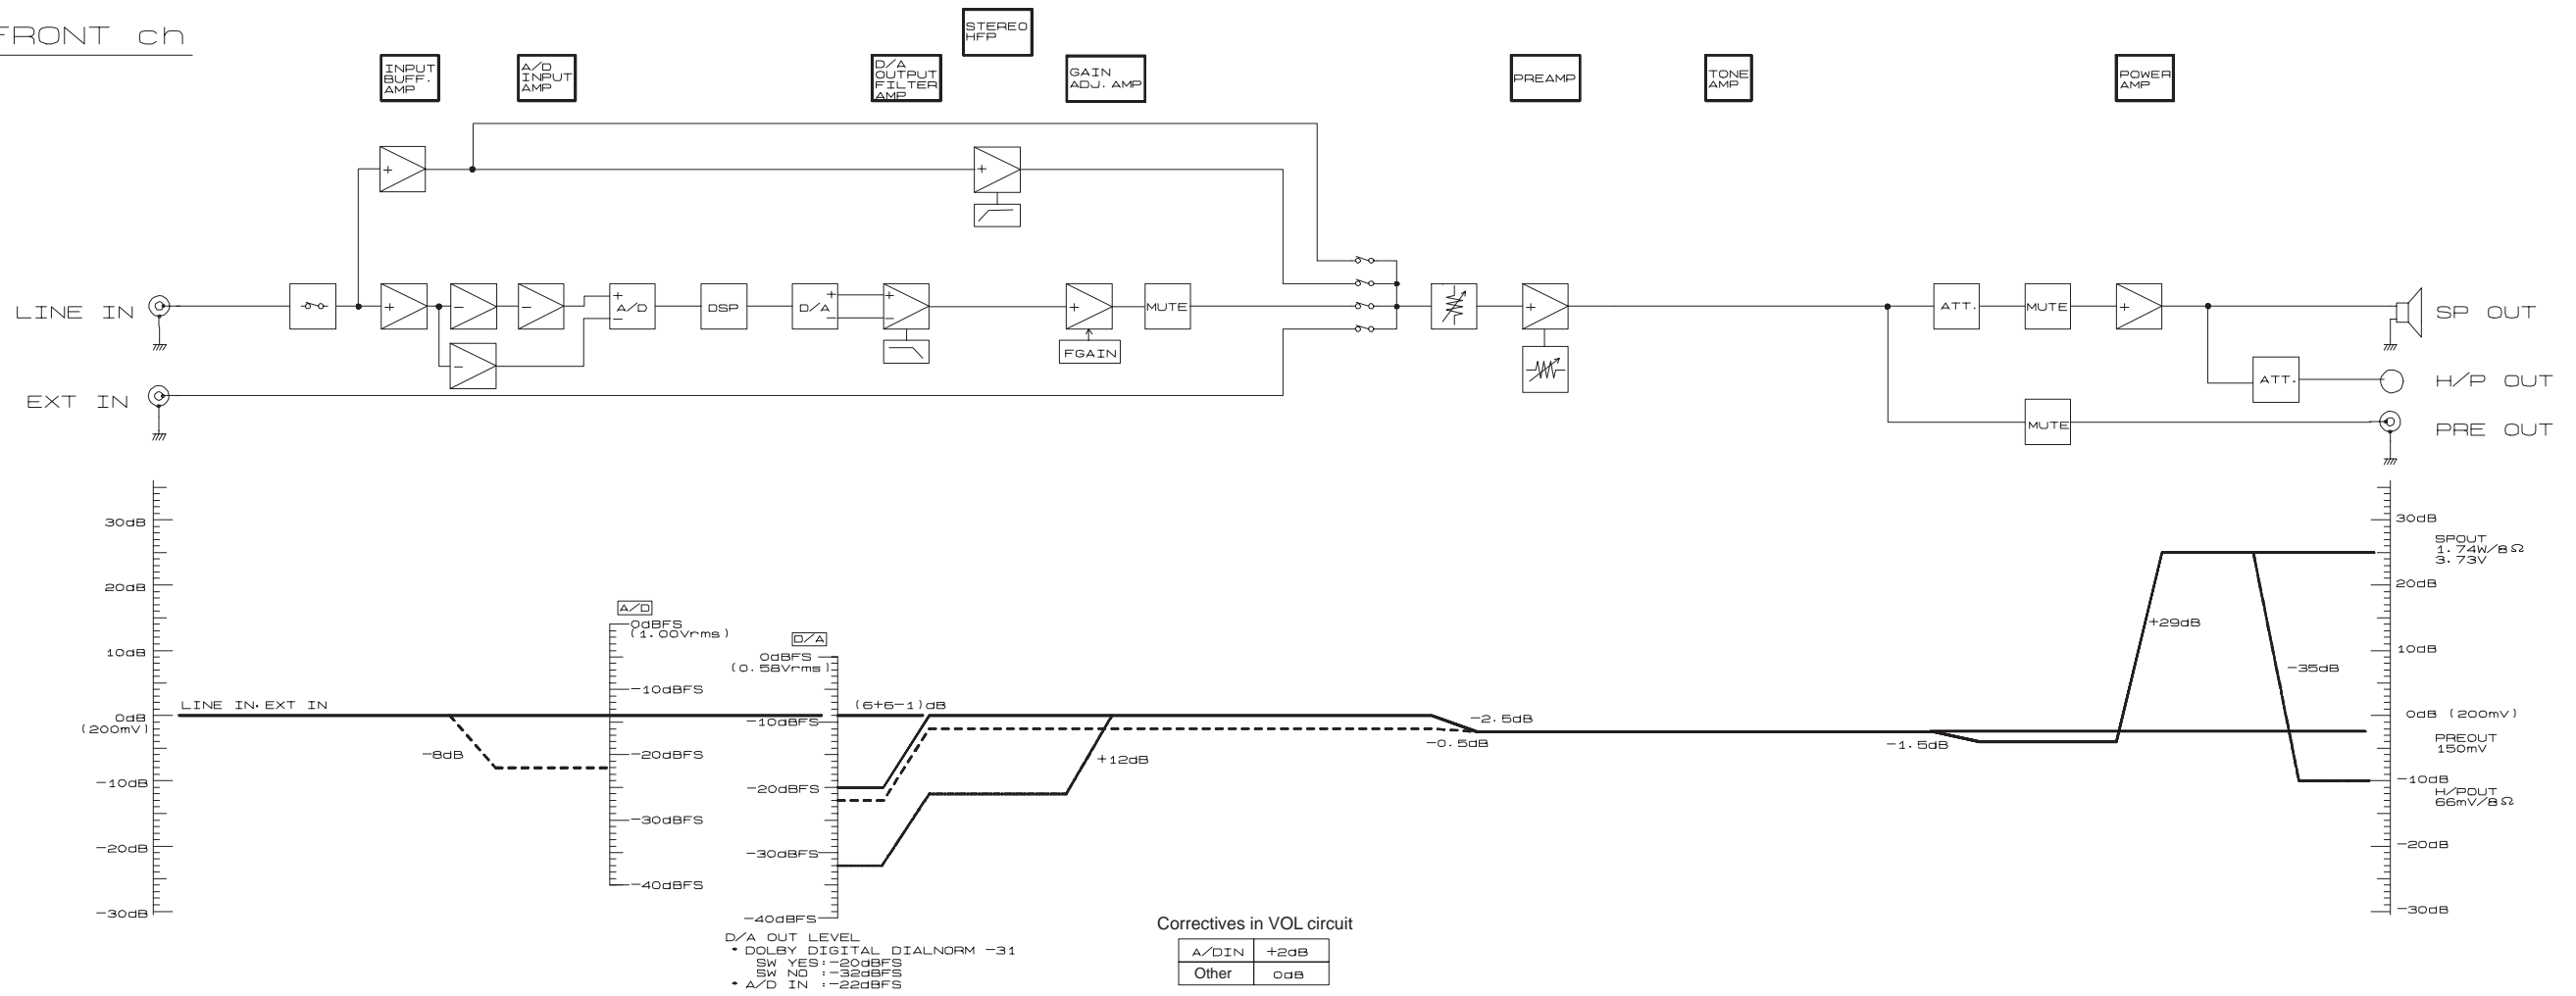 FRONT ch
STEREO
HFP
INPUT
BUFF.
AMP
A/D
INPUT
AMP
D/A
OUTPUT
FILTER
AMP
GAIN
ADJ. AMP
PREAMP
TONE
AMP
POWER
AMP
+
+
LINE IN
+
-
-
+
-
A/D
DSP
D/A
+
-
+
-
+
MUTE
+
ATT.
MUTE
+
SP OUT
-
FGAIN
ATT.
H/P OUT
EXT IN
MUTE
PRE OUT
30dB
20dB
10dB
0dB
(200mV)
-10dB
-20dB
-30dB
LINE IN·EXT IN
-8dB
A/D
0dBFS
(1.00Vrms)
-10dBFS
-20dBFS
-30dBFS
-40dBFS
D/A
0dBFS
(0.58Vrms)
-10dBFS
-20dBFS
-30dBFS
-40dBFS
(6+6-1)dB
+12dB
-2.5dB
-0.5dB
-1.5dB
+29dB
-35dB
30dB
SPOUT
1.74W/8Ω
3.73V
20dB
10dB
0dB (200mV)
PREOUT
150mV
-10dB
H/POUT
66mV/8Ω
-20dB
-30dB
D/A OUT LEVEL
* DOLBY DIGITAL DIALNORM -31
SW YES:-20dBFS
SW NO :-32dBFS
* A/D IN :-22dBFS
Correctives in VOL circuit
A/DIN +2dB
Other 0dB